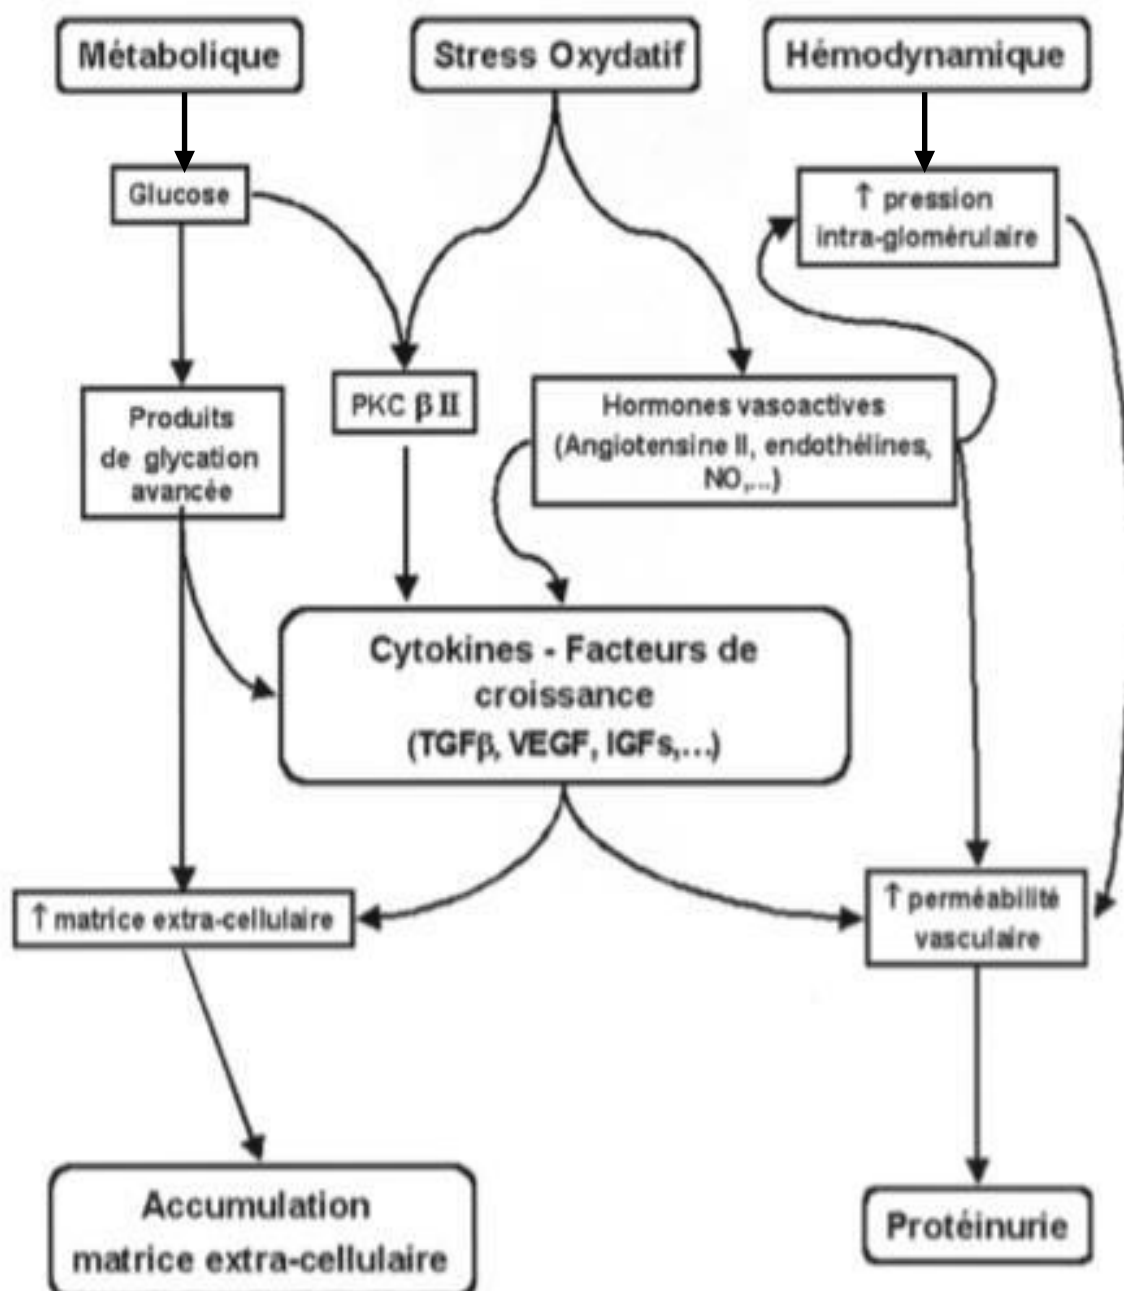 Métabolique
Stress Oxydatif
Hémodynamique
Glucose
↑ pression
intra-glomérulaire
Produits
de glycation
avancée
PKC β II
Hormones vasoactives
(Angiotensine II, endothélines,
NO,...)
Cytokines - Facteurs de
croissance
(TGFβ, VEGF, IGFs,...)
↑ matrice extra-cellulaire
↑ perméabilité
vasculaire
Accumulation
matrice extra-cellulaire
Protéinurie